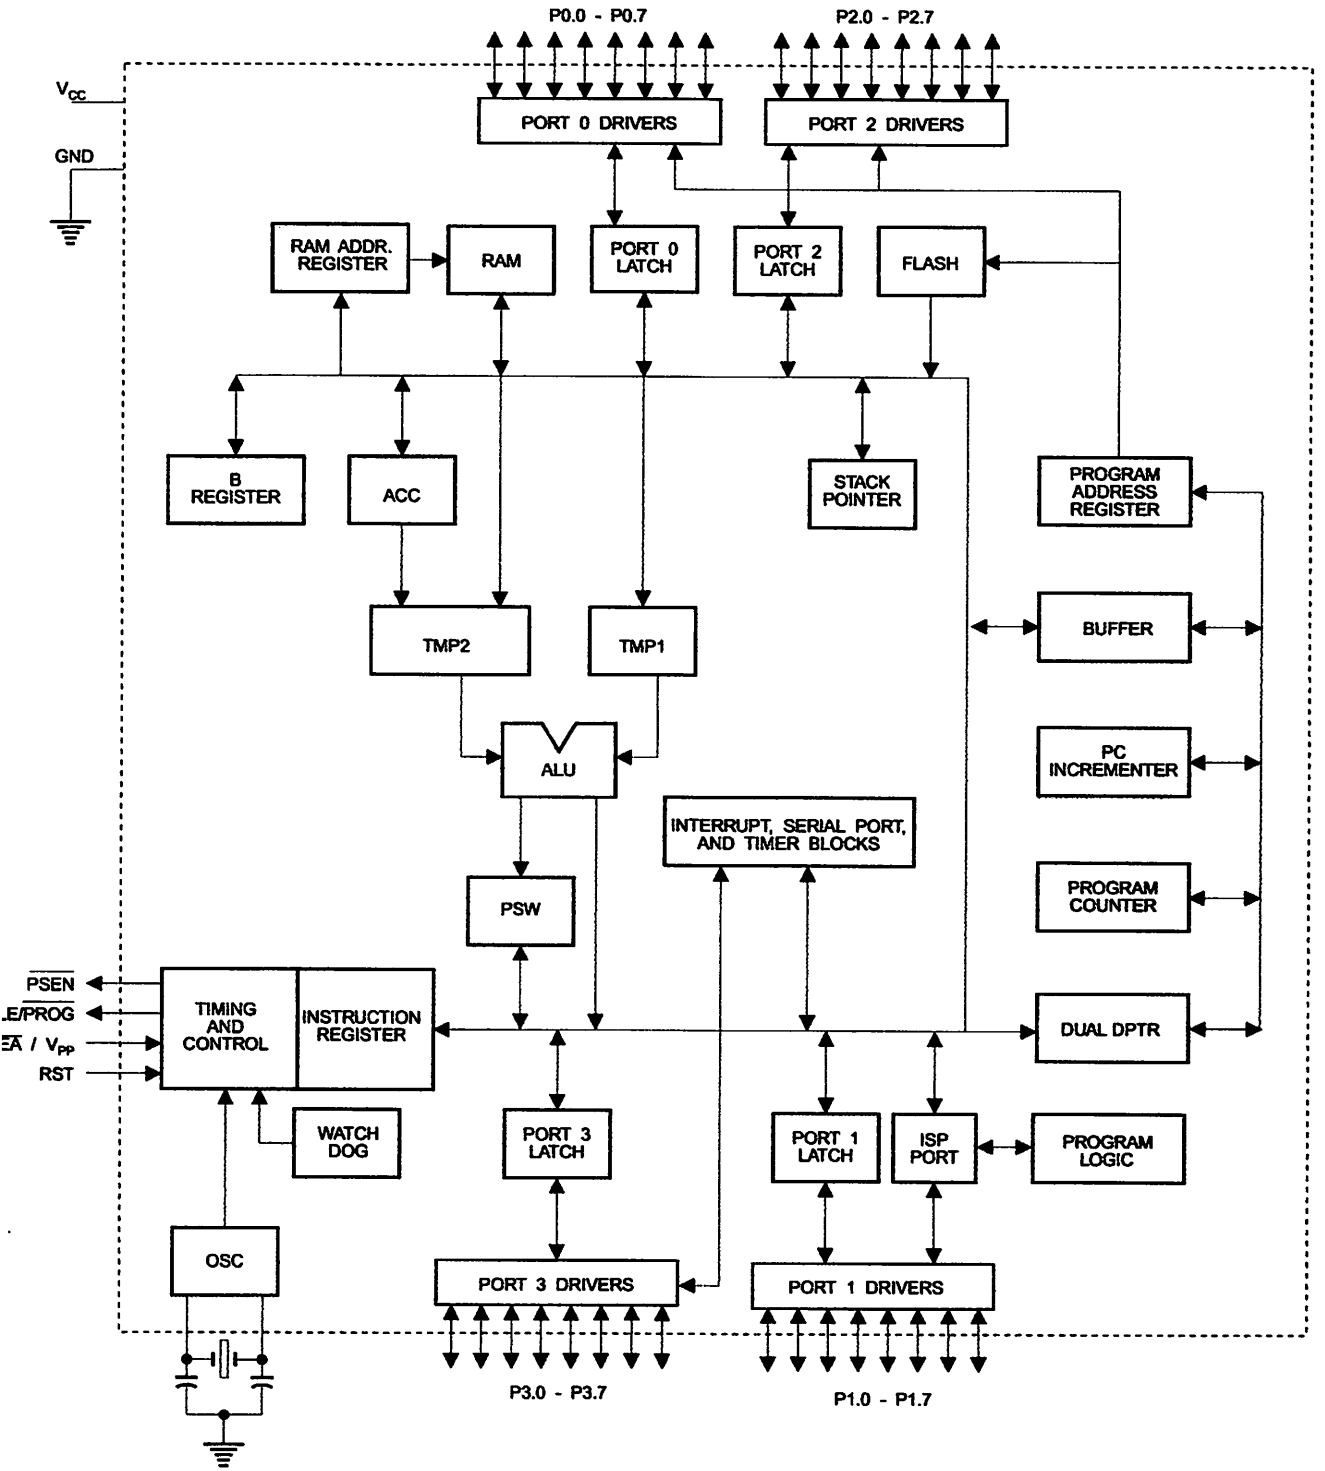 P0.0 - P0.7
P2.0 - P2.7
VCC
GND
PORT 0 DRIVERS
PORT 2 DRIVERS
RAM ADDR.
REGISTER
RAM
PORT 0
LATCH
PORT 2
LATCH
FLASH
B
REGISTER
ACC
STACK
POINTER
PROGRAM
ADDRESS
REGISTER
TMP2
TMP1
BUFFER
ALU
PC
INCREMENTER
INTERRUPT, SERIAL PORT,
AND TIMER BLOCKS
PSW
PROGRAM
COUNTER
PSEN
LE/PROG
EA / VPP
RST
TIMING
AND
CONTROL
INSTRUCTION
REGISTER
DUAL DPTR
WATCH
DOG
PORT 3
LATCH
PORT 1
LATCH
ISP
PORT
PROGRAM
LOGIC
OSC
PORT 3 DRIVERS
PORT 1 DRIVERS
P3.0 - P3.7
P1.0 - P1.7